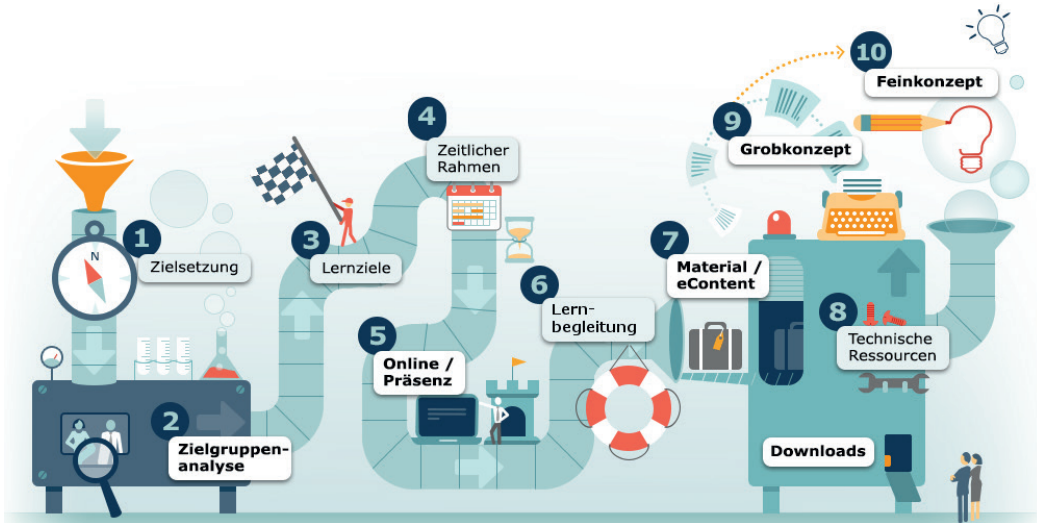 1
Zielsetzung
N
2
Zielgruppen-
analyse
3
Lernziele
4
Zeitlicher
Rahmen
5
Online /
Präsenz
6
Lern-
begleitung
7
Material /
eContent
8
Technische
Ressourcen
9
Grobkonzept
10
Feinkonzept
Downloads